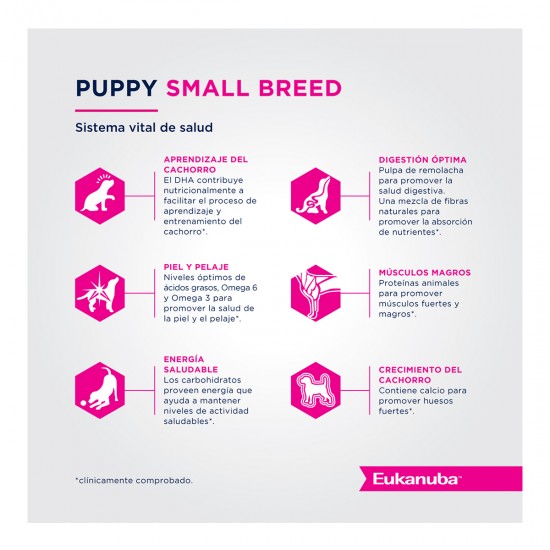 PUPPY SMALL BREED
Sistema vital de salud
APRENDIZAJE DEL
CACHORRO
El DHA contribuye
nutricionalmente a
facilitar el proceso de
aprendizaje y
entrenamiento del
cachorro*.
DIGESTIÓN ÓPTIMA
Pulpa de remolacha
para promover la
salud digestiva.
Una mezcla de fibras
naturales para
promover la absorción
de nutrientes*.
PIEL Y PELAJE
Niveles óptimos de
ácidos grasos, Omega 6
y Omega 3 para
promover la salud de
la piel y el pelaje*.
MÚSCULOS MAGROS
Proteínas animales
para promover
músculos fuertes y
magros*.
ENERGÍA
SALUDABLE
Los carbohidratos
proveen energía que
ayuda a mantener
niveles de actividad
saludables*.
CRECIMIENTO DEL
CACHORRO
Contiene calcio para
promover huesos
fuertes*.
*clínicamente comprobado.
Eukanuba™